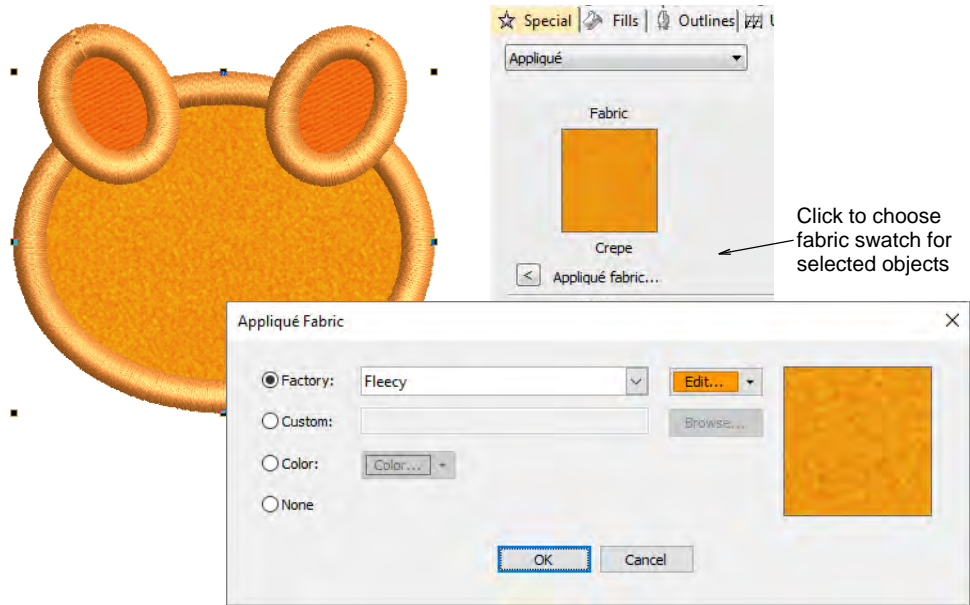 Special Fills Outlines
Appliqué
Fabric
Crepe
< Appliqué fabric...
Click to choose
fabric swatch for
selected objects
Appliqué Fabric
Factory: Fleecy Edit...
Custom: Browse...
Color: Color...
None
OK Cancel